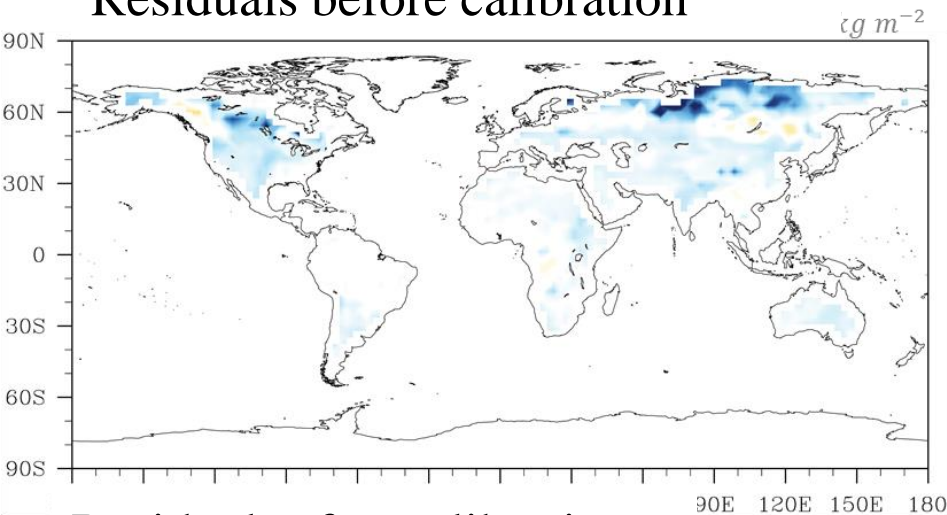 Residuals before calibration
kg m⁻²
90N
60N
30N
0
30S
60S
90S
90E 120E 150E 180